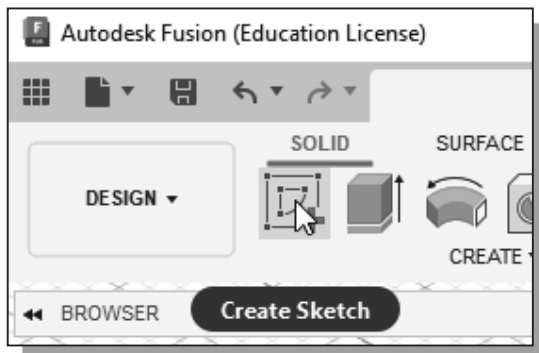 Autodesk Fusion (Education License)
SOLID SURFACE
DESIGN
CREATE
BROWSER Create Sketch